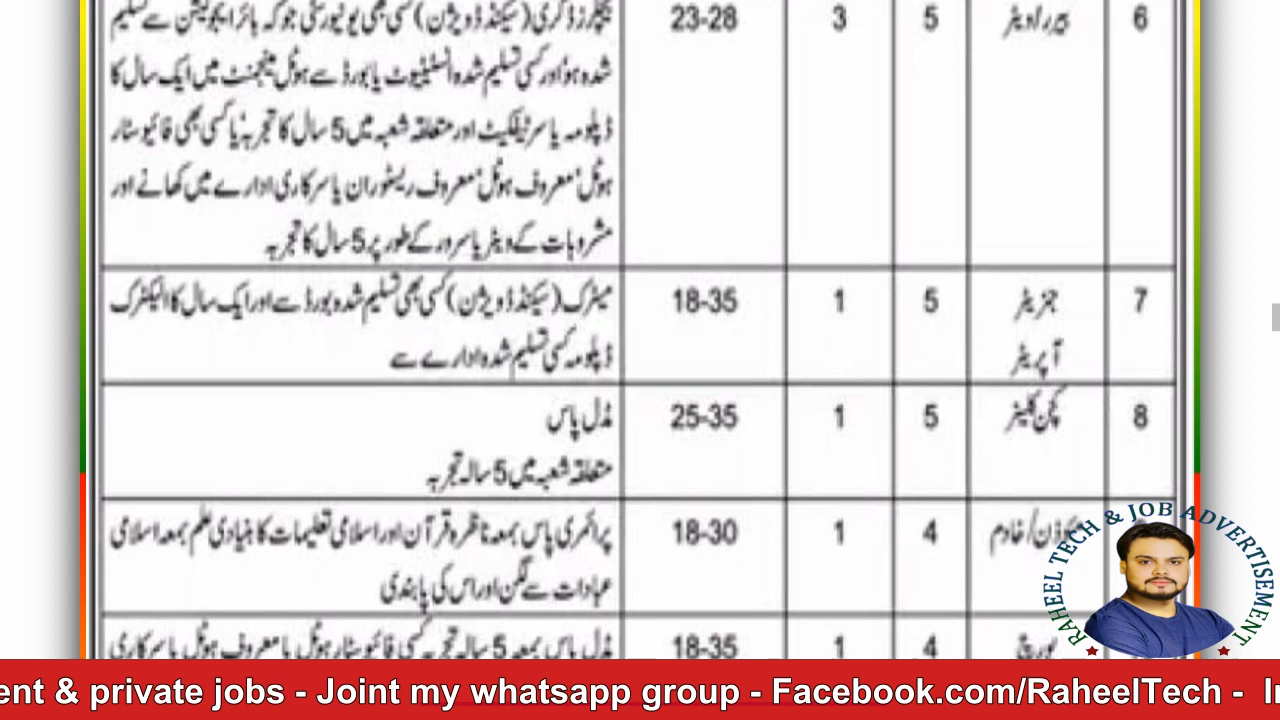 6 بیرا/ویٹر 5 3 23-28 بیچلرز ڈگری (سیکنڈ ڈویژن) کسی بھی یونیورسٹی جو کہ ہائر ایجوکیشن سے تسلیم
شدہ ہو' اور کسی تسلیم شدہ انسٹیٹیوٹ یا بورڈ سے ہوٹل مینجمنٹ میں ایک سال کا
ڈپلومہ یا سرٹیفکیٹ اور متعلقہ شعبہ میں 5 سال کا تجربہ' یا کسی بھی فائیو سٹار
ہوٹل' معروف ہوٹل' معروف ریسٹوران یا سرکاری ادارے میں کھانے اور
مشروبات کے ویٹر یا سرور کے طور پر 5 سال کا تجربہ
7 جنریٹر 5 1 18-35 میٹرک (سیکنڈ ڈویژن) کسی بھی تسلیم شدہ بورڈ سے اور ایک سال کا الیکٹرک
آپریٹر ڈپلومہ کسی تسلیم شدہ ادارے سے
8 کچن کلینر 5 1 25-35 مڈل پاس
متعلقہ شعبہ میں 5 سالہ تجربہ
خادم 4 1 18-30 پرائمری پاس بمعہ ناظرہ قرآن اور اسلامی تعلیمات کا بنیادی علم بمعہ اسلامی
عبادات سے لگن اور اس کی پابندی
4 1 18-35 مڈل پاس بمعہ 5 سالہ تجربہ کسی فائیو سٹار ہوٹل یا معروف ہوٹل یا سرکاری
RAHEEL TECH & JOB ADVERTISEMENT
ent & private jobs - Joint my whatsapp group - Facebook.com/RaheelTech -